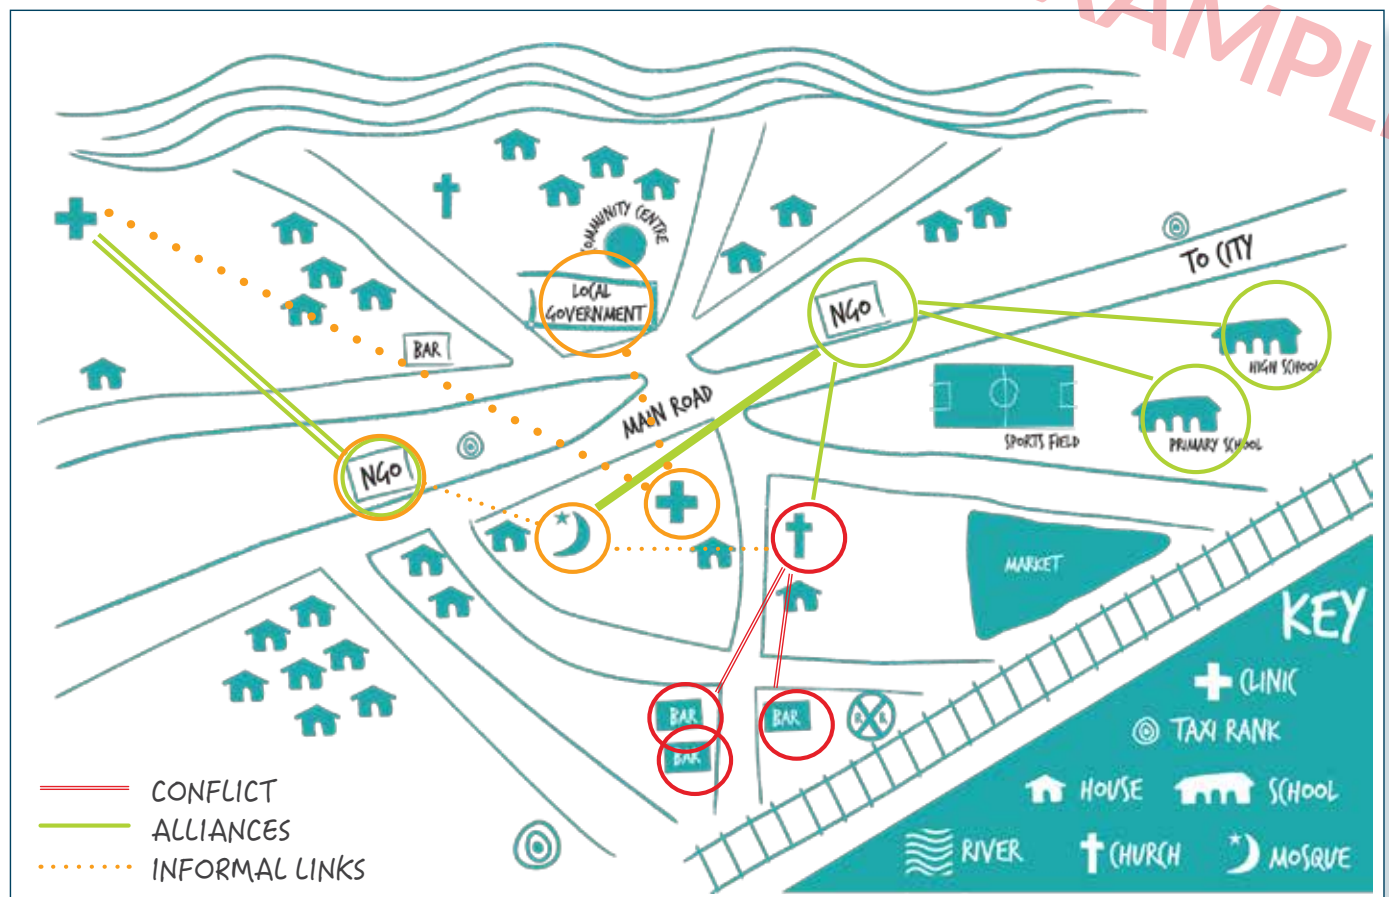 XAMPL
COMMUNITY CENTRE
LOCAL
GOVERNMENT
TO CITY
NGO
BAR
HIGH SCHOOL
MAIN ROAD
SPORTS FIELD
PRIMARY SCHOOL
NGO
MARKET
KEY
CLINIC
BAR
BAR
R R
TAXI RANK
BAR
CONFLICT
HOUSE
SCHOOL
ALLIANCES
RIVER
CHURCH
MOSQUE
INFORMAL LINKS